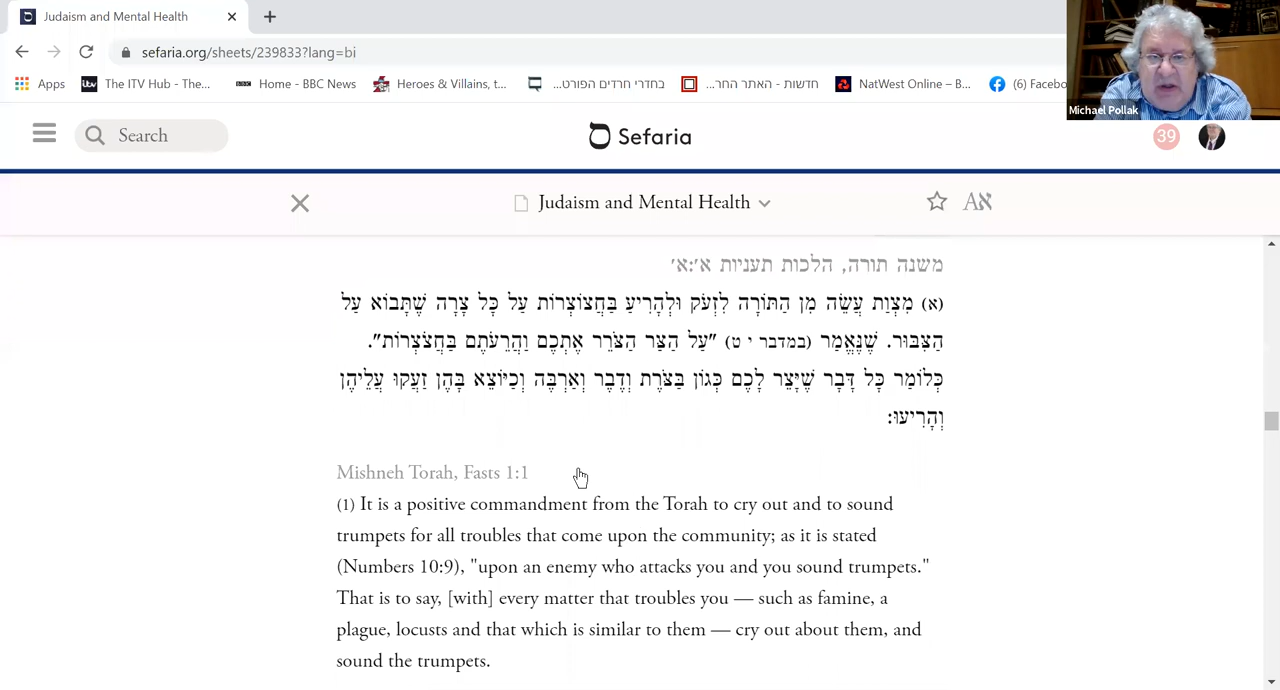 Judaism and Mental Health
sefaria.org/sheets/239833?lang=bi
Apps
itv
The ITV Hub - The...
BBC
Home - BBC News
Heroes & Villains, t...
בחדרי חרדים הפורט...
חדשות - האתר החר...
NatWest Online – B...
(6) Facebo
Michael Pollak
Search
Sefaria
39
Judaism and Mental Health
Aא
משנה תורה, הלכות תעניות א׳:א׳
(א) מִצְוַת עֲשֵׂה מִן הַתּוֹרָה לִזְעֹק וּלְהָרִיעַ בַּחֲצוֹצְרוֹת עַל כָּל צָרָה שֶׁתָּבוֹא עַל
הַצִּבּוּר. שֶׁנֶּאֱמַר (במדבר י ט) "עַל הַצַּר הַצֹּרֵר אֶתְכֶם וַהֲרֵעֹתֶם בַּחֲצֹצְרוֹת".
כְּלוֹמַר כָּל דָּבָר שֶׁיָּצֵר לָכֶם כְּגוֹן בַּצֹּרֶת וְדֶבֶר וְאַרְבֶּה וְכַיּוֹצֵא בָּהֶן זַעֲקוּ עֲלֵיהֶן
וְהָרִיעוּ:
Mishneh Torah, Fasts 1:1
(1) It is a positive commandment from the Torah to cry out and to sound
trumpets for all troubles that come upon the community; as it is stated
(Numbers 10:9), "upon an enemy who attacks you and you sound trumpets."
That is to say, [with] every matter that troubles you — such as famine, a
plague, locusts and that which is similar to them — cry out about them, and
sound the trumpets.